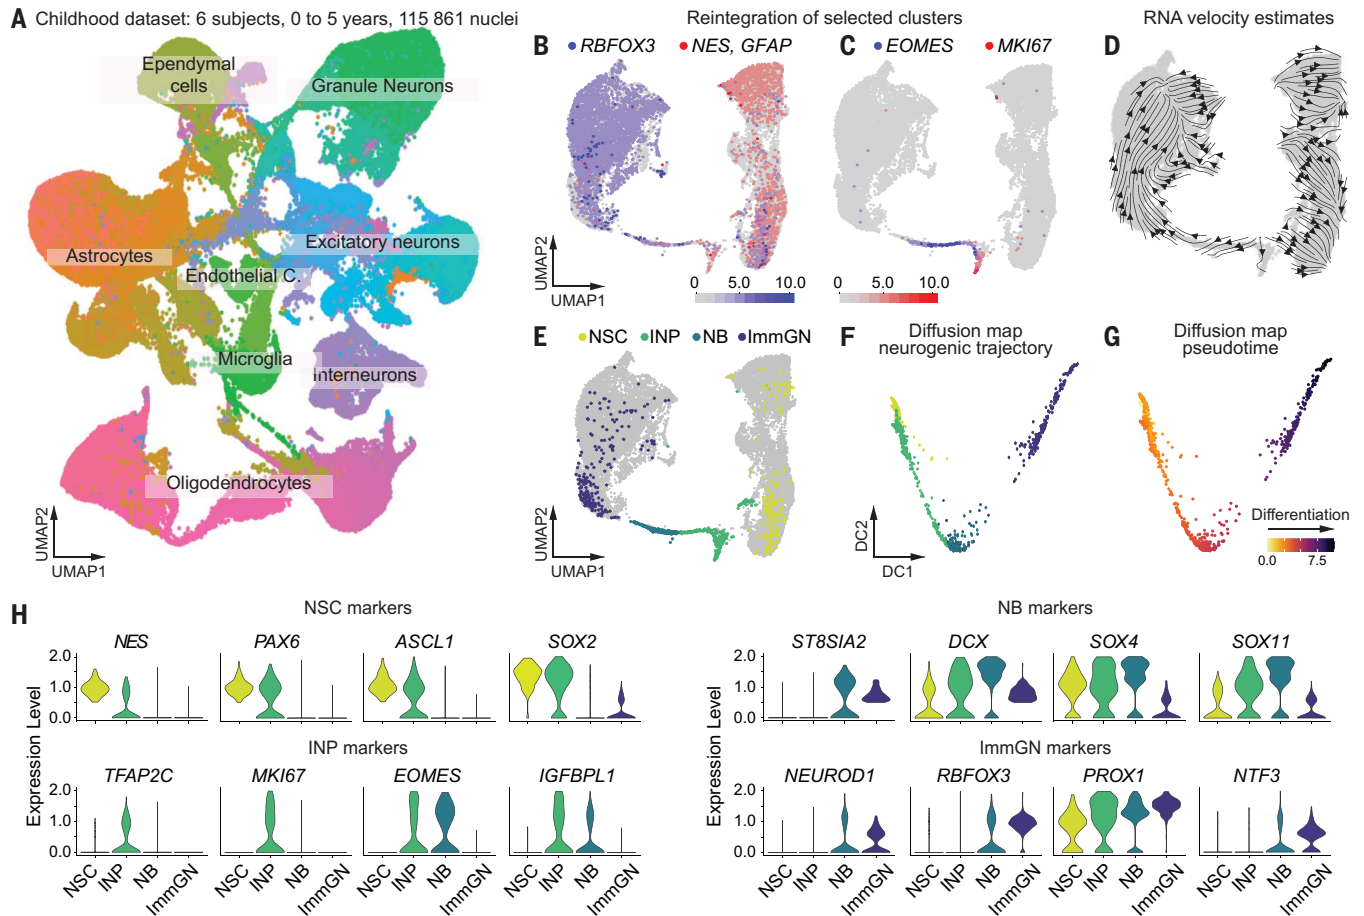 A Childhood dataset: 6 subjects, 0 to 5 years, 115 861 nuclei
Ependymal
cells
Granule Neurons
Excitatory neurons
Astrocytes
Endothelial C.
Microglia
Interneurons
Oligodendrocytes
UMAP2
UMAP1
Reintegration of selected clusters
B RBFOX3 NES, GFAP
UMAP2
UMAP1
0 5.0 10.0
C EOMES MKI67
0 5.0 10.0
RNA velocity estimates
D
E NSC INP NB ImmGN
UMAP2
UMAP1
F Diffusion map
neurogenic trajectory
DC2
DC1
G Diffusion map
pseudotime
Differentiation
0.0 7.5
H
NSC markers
NES PAX6 ASCL1 SOX2
2.0
1.0
0.0
Expression Level
INP markers
TFAP2C MKI67 EOMES IGFBPL1
2.0
1.0
0.0
NSC INP NB ImmGN
NSC INP NB ImmGN
NSC INP NB ImmGN
NSC INP NB ImmGN
NB markers
ST8SIA2 DCX SOX4 SOX11
2.0
1.0
0.0
Expression Level
ImmGN markers
NEUROD1 RBFOX3 PROX1 NTF3
2.0
1.0
0.0
NSC INP NB ImmGN
NSC INP NB ImmGN
NSC INP NB ImmGN
NSC INP NB ImmGN